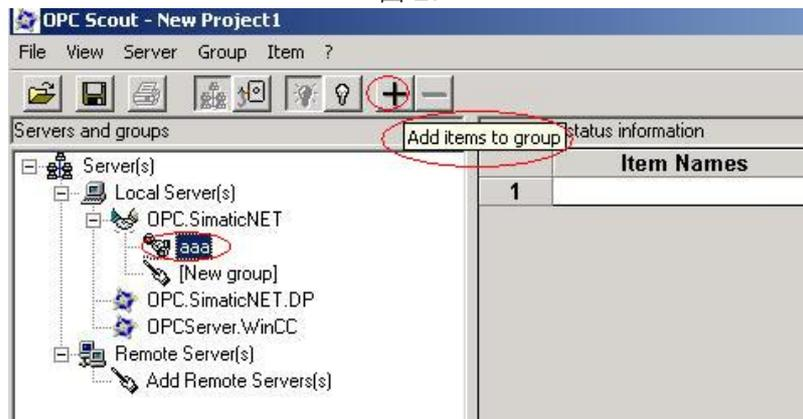 OPC Scout - New Project1
File View Server Group Item ?
Servers and groups
Add items to group
status information
Item Names
1
Server(s)
Local Server(s)
OPC.SimaticNET
aaa
[New group]
OPC.SimaticNET.DP
OPCServer.WinCC
Remote Server(s)
Add Remote Servers(s)